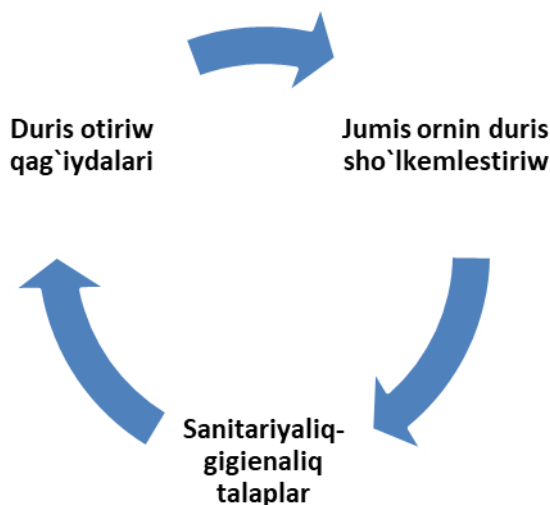 Duris otiriw
qag`iydalari
Jumis ornin duris
sho`lkemlestiriw
Sanitariyaliq-
gigienaliq
talaplar